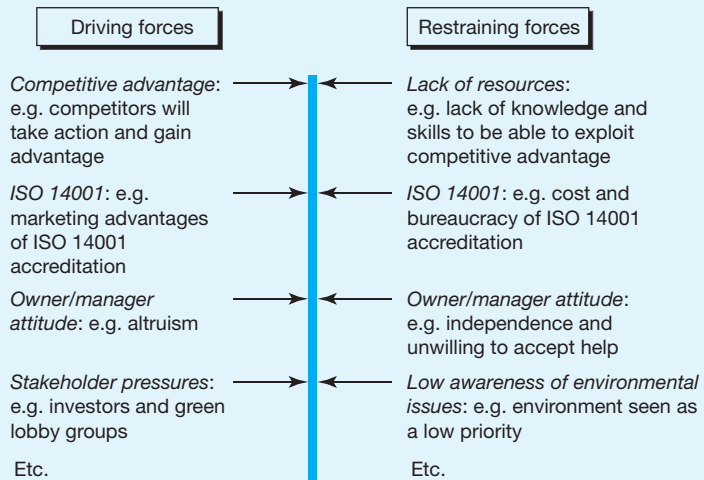 Driving forces
Competitive advantage:
e.g. competitors will
take action and gain
advantage
ISO 14001: e.g.
marketing advantages
of ISO 14001
accreditation
Owner/manager
attitude: e.g. altruism
Stakeholder pressures:
e.g. investors and green
lobby groups
Etc.
Restraining forces
Lack of resources:
e.g. lack of knowledge and
skills to be able to exploit
competitive advantage
ISO 14001: e.g. cost and
bureaucracy of ISO 14001
accreditation
Owner/manager attitude:
e.g. independence and
unwilling to accept help
Low awareness of environmental
issues: e.g. environment seen as
a low priority
Etc.